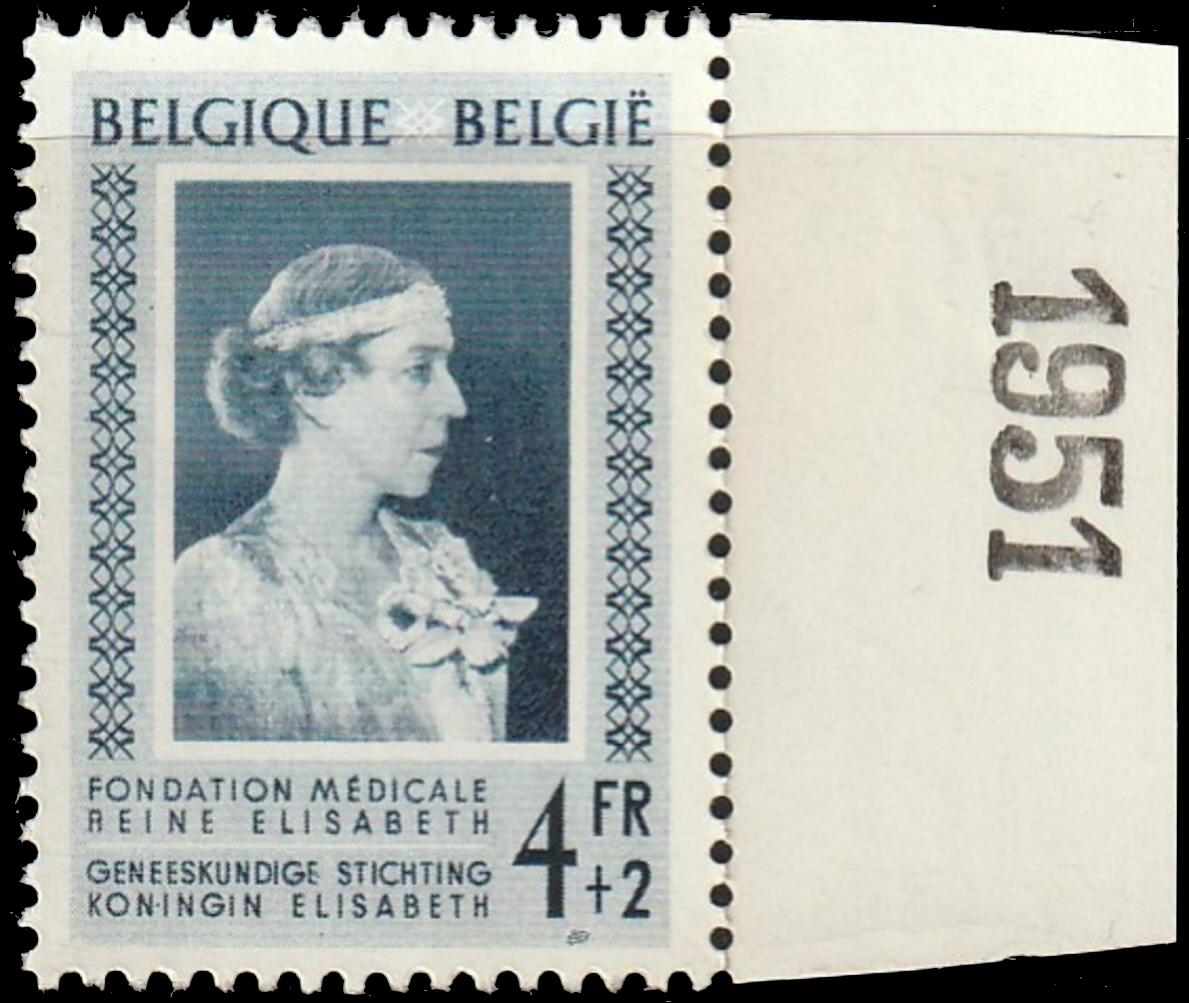 BELGIQUE BELGIË
FONDATION MÉDICALE
REINE ELISABETH
GENEESKUNDIGE STICHTING
KONINGIN ELISABETH
4 FR
+2
1951